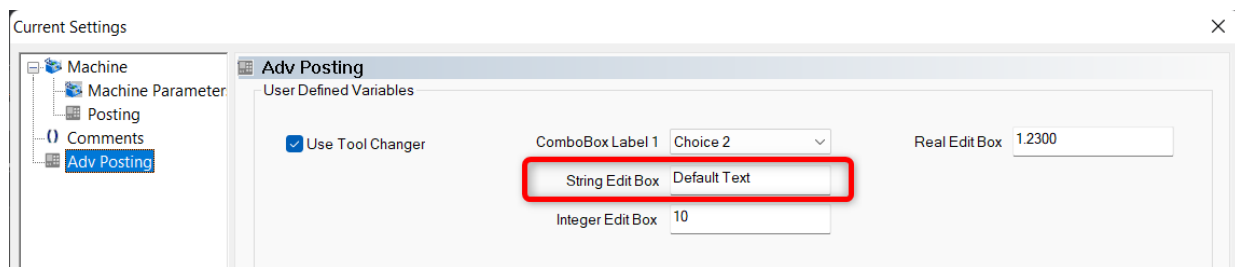 Current Settings
Machine
Machine Parameter
Posting
Comments
Adv Posting
Adv Posting
User Defined Variables
Use Tool Changer
ComboBox Label 1 Choice 2
Real Edit Box 1.2300
String Edit Box Default Text
Integer Edit Box 10